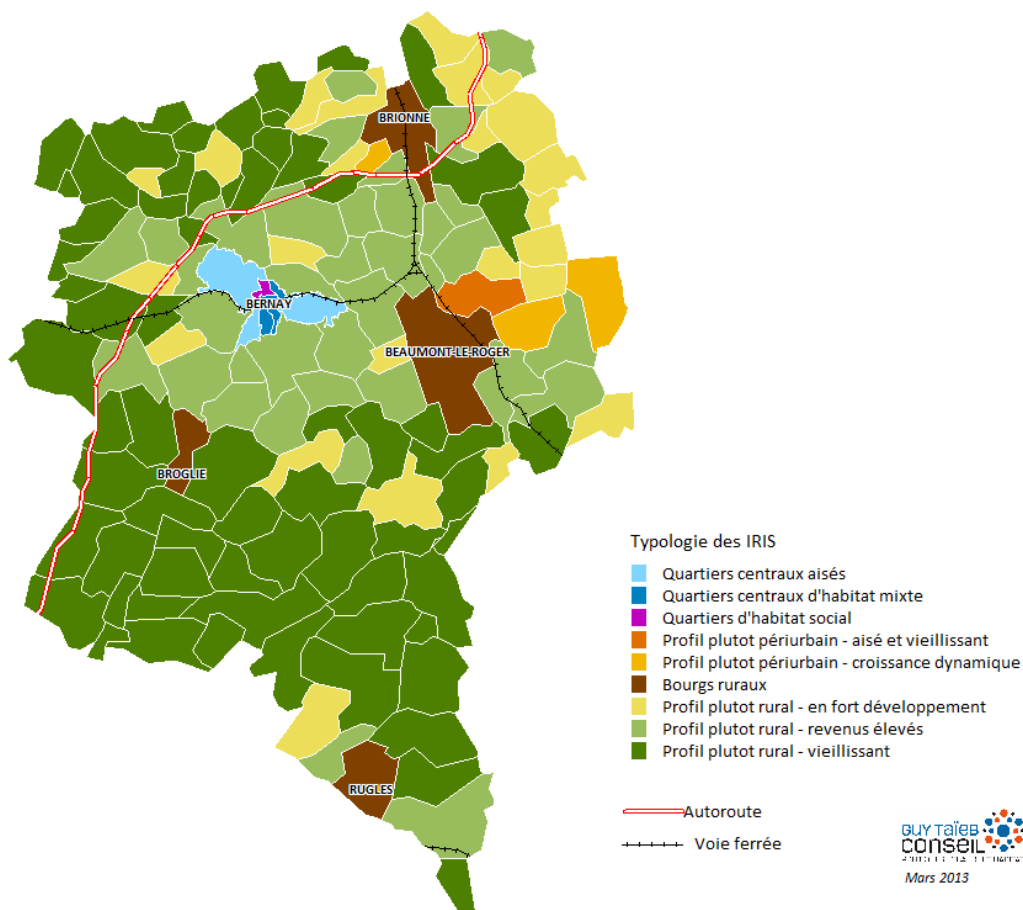 BRIONNE
BERNAY
BEAUMONT-LE-ROGER
BROGLIE
RUGLES
Typologie des IRIS
Quartiers centraux aisés
Quartiers centraux d'habitat mixte
Quartiers d'habitat social
Profil plutot périurbain - aisé et vieillissant
Profil plutot périurbain - croissance dynamique
Bourgs ruraux
Profil plutot rural - en fort développement
Profil plutot rural - revenus élevés
Profil plutot rural - vieillissant
Autoroute
Voie ferrée
GUY TAÏEB
CONSEIL
Mars 2013